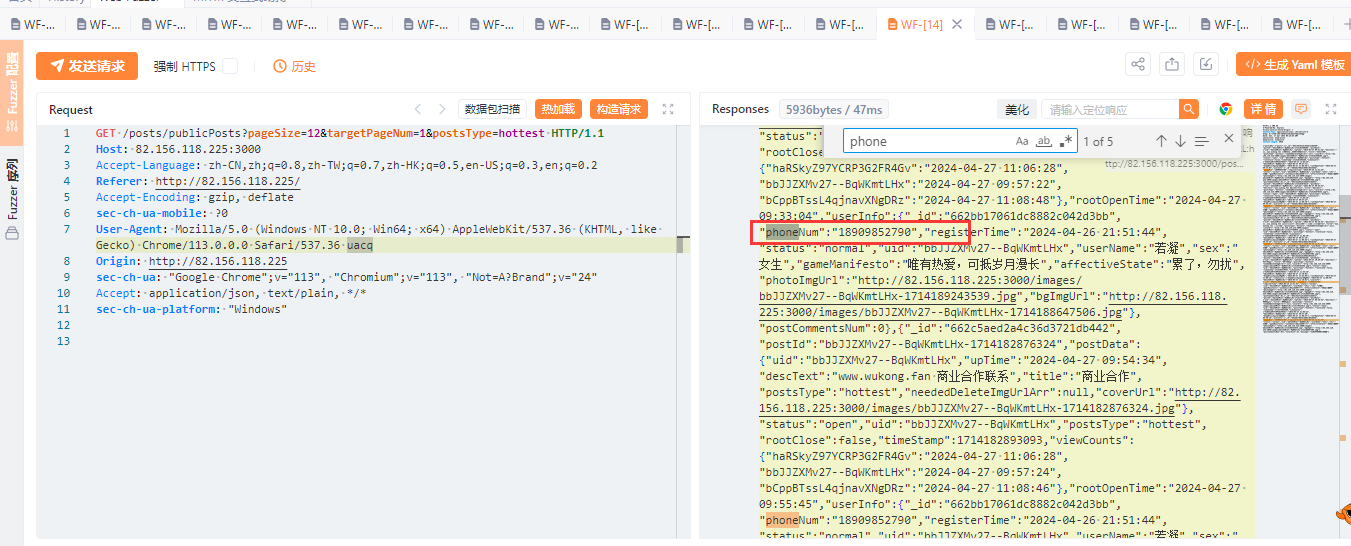 WF-... WF-... WF-... WF-... WF-... WF-[... WF-[... WF-[... WF-[... WF-[... WF-[... WF-[... WF-[14] WF-[... WF-[... WF-[... WF-[... WF-[...
Fuzzer 配置
Fuzzer 序列
发送请求 强制 HTTPS 历史 </> 生成 Yaml 模板
Request 数据包扫描 热加载 构造请求
1 GET /posts/publicPosts?pageSize=12&targetPageNum=1&postsType=hottest HTTP/1.1
2 Host: 82.156.118.225:3000
3 Accept-Language: zh-CN,zh;q=0.8,zh-TW;q=0.7,zh-HK;q=0.5,en-US;q=0.3,en;q=0.2
4 Referer: http://82.156.118.225/
5 Accept-Encoding: gzip, deflate
6 sec-ch-ua-mobile: ?0
7 User-Agent: Mozilla/5.0 (Windows NT 10.0; Win64; x64) AppleWebKit/537.36 (KHTML, like
Gecko) Chrome/113.0.0.0 Safari/537.36 uacq
8 Origin: http://82.156.118.225
9 sec-ch-ua: "Google Chrome";v="113", "Chromium";v="113", "Not=A?Brand";v="24"
10 Accept: application/json, text/plain, */*
11 sec-ch-ua-platform: "Windows"
12
13
Responses 5936bytes / 47ms 美化 请输入定位响应 详情
phone Aa ab .* 1 of 5
"status":"
"rootClose
ttp://82.156.118.225:3000/pos...
{"haRSkyZ97YCRP3G2FR4Gv":"2024-04-27 11:06:28",
"bbJJZXMv27--BqWKmtLHx":"2024-04-27 09:57:22",
"bCppBTssL4qjnavXNgDRz":"2024-04-27 11:08:48"},"rootOpenTime":"2024-04-27
09:33:04","userInfo":{"_id":"662bb17061dc8882c042d3bb",
"phoneNum":"18909852790","registerTime":"2024-04-26 21:51:44",
"status":"normal","uid":"bbJJZXMv27--BqWKmtLHx","userName":"若凝","sex":"
女生","gameManifesto":"唯有热爱，可抵岁月漫长","affectiveState":"累了，勿扰",
"photoImgUrl":"http://82.156.118.225:3000/images/
bbJJZXMv27--BqWKmtLHx-1714189243539.jpg","bgImgUrl":"http://82.156.118.
225:3000/images/bbJJZXMv27--BqWKmtLHx-1714188647506.jpg"},
"postCommentsNum":0},{"_id":"662c5aed2a4c36d3721db442",
"postId":"bbJJZXMv27--BqWKmtLHx-1714182876324","postData":
{"uid":"bbJJZXMv27--BqWKmtLHx","upTime":"2024-04-27 09:54:34",
"descText":"www.wukong.fan 商业合作联系","title":"商业合作",
"postsType":"hottest","neededDeleteImgUrlArr":null,"coverUrl":"http://82.
156.118.225:3000/images/bbJJZXMv27--BqWKmtLHx-1714182876324.jpg"},
"status":"open","uid":"bbJJZXMv27--BqWKmtLHx","postsType":"hottest",
"rootClose":false,"timeStamp":1714182893093,"viewCounts":
{"haRSkyZ97YCRP3G2FR4Gv":"2024-04-27 11:06:28",
"bbJJZXMv27--BqWKmtLHx":"2024-04-27 09:57:24",
"bCppBTssL4qjnavXNgDRz":"2024-04-27 11:08:46"},"rootOpenTime":"2024-04-27
09:55:45","userInfo":{"_id":"662bb17061dc8882c042d3bb",
"phoneNum":"18909852790","registerTime":"2024-04-26 21:51:44",
"status":"normal","uid":"bbJJZXMv27--BqWKmtLHx","userName":"若凝","sex":"